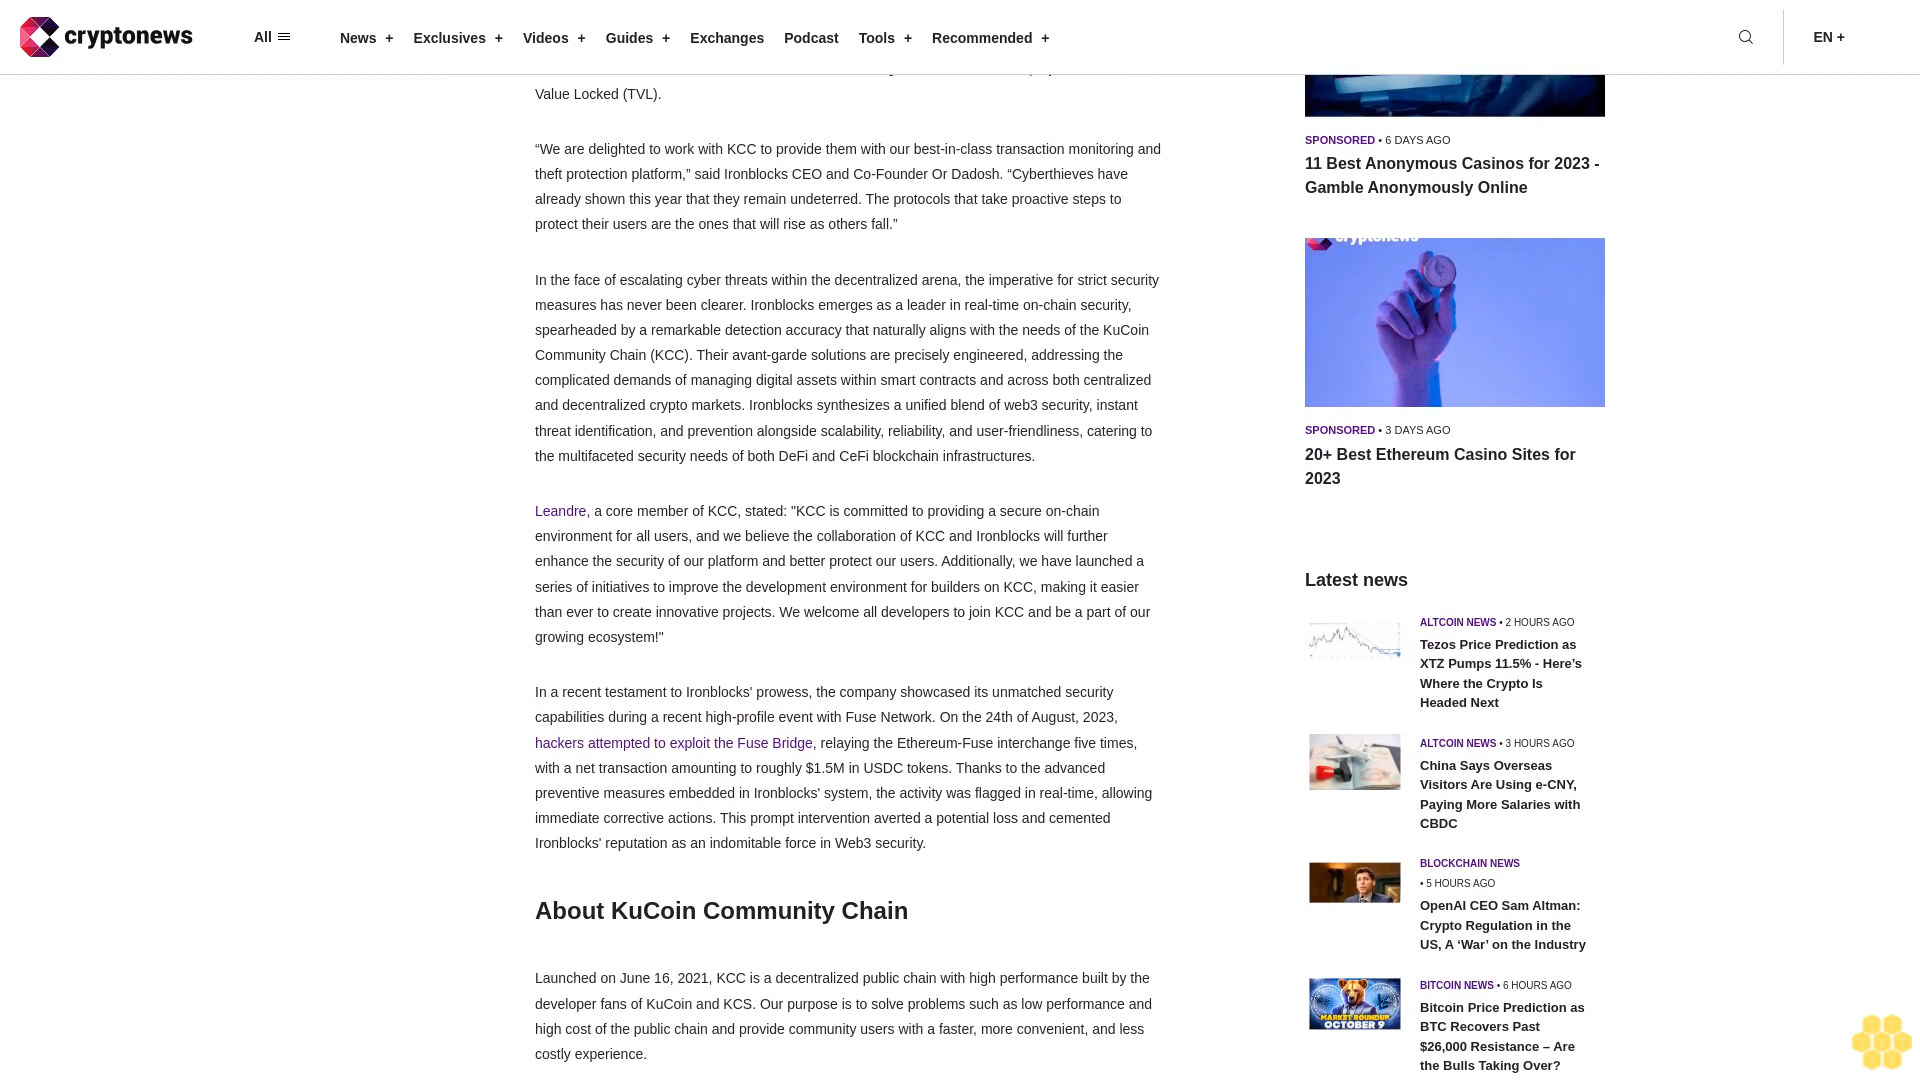 cryptonews
All
News +
Exclusives +
Videos +
Guides +
Exchanges
Podcast
Tools +
Recommended +
EN +
Value Locked (TVL).
“We are delighted to work with KCC to provide them with our best-in-class transaction monitoring and
theft protection platform,” said Ironblocks CEO and Co-Founder Or Dadosh. “Cyberthieves have
already shown this year that they remain undeterred. The protocols that take proactive steps to
protect their users are the ones that will rise as others fall.”
In the face of escalating cyber threats within the decentralized arena, the imperative for strict security
measures has never been clearer. Ironblocks emerges as a leader in real-time on-chain security,
spearheaded by a remarkable detection accuracy that naturally aligns with the needs of the KuCoin
Community Chain (KCC). Their avant-garde solutions are precisely engineered, addressing the
complicated demands of managing digital assets within smart contracts and across both centralized
and decentralized crypto markets. Ironblocks synthesizes a unified blend of web3 security, instant
threat identification, and prevention alongside scalability, reliability, and user-friendliness, catering to
the multifaceted security needs of both DeFi and CeFi blockchain infrastructures.
Leandre, a core member of KCC, stated: "KCC is committed to providing a secure on-chain
environment for all users, and we believe the collaboration of KCC and Ironblocks will further
enhance the security of our platform and better protect our users. Additionally, we have launched a
series of initiatives to improve the development environment for builders on KCC, making it easier
than ever to create innovative projects. We welcome all developers to join KCC and be a part of our
growing ecosystem!"
In a recent testament to Ironblocks' prowess, the company showcased its unmatched security
capabilities during a recent high-profile event with Fuse Network. On the 24th of August, 2023,
hackers attempted to exploit the Fuse Bridge, relaying the Ethereum-Fuse interchange five times,
with a net transaction amounting to roughly $1.5M in USDC tokens. Thanks to the advanced
preventive measures embedded in Ironblocks' system, the activity was flagged in real-time, allowing
immediate corrective actions. This prompt intervention averted a potential loss and cemented
Ironblocks' reputation as an indomitable force in Web3 security.
About KuCoin Community Chain
Launched on June 16, 2021, KCC is a decentralized public chain with high performance built by the
developer fans of KuCoin and KCS. Our purpose is to solve problems such as low performance and
high cost of the public chain and provide community users with a faster, more convenient, and less
costly experience.
SPONSORED • 6 DAYS AGO
11 Best Anonymous Casinos for 2023 -
Gamble Anonymously Online
cryptonews
SPONSORED • 3 DAYS AGO
20+ Best Ethereum Casino Sites for
2023
Latest news
ALTCOIN NEWS • 2 HOURS AGO
Tezos Price Prediction as
XTZ Pumps 11.5% - Here’s
Where the Crypto Is
Headed Next
ALTCOIN NEWS • 3 HOURS AGO
China Says Overseas
Visitors Are Using e-CNY,
Paying More Salaries with
CBDC
BLOCKCHAIN NEWS
• 5 HOURS AGO
OpenAI CEO Sam Altman:
Crypto Regulation in the
US, A ‘War’ on the Industry
MARKET ROUNDUP
OCTOBER 9
BITCOIN NEWS • 6 HOURS AGO
Bitcoin Price Prediction as
BTC Recovers Past
$26,000 Resistance – Are
the Bulls Taking Over?